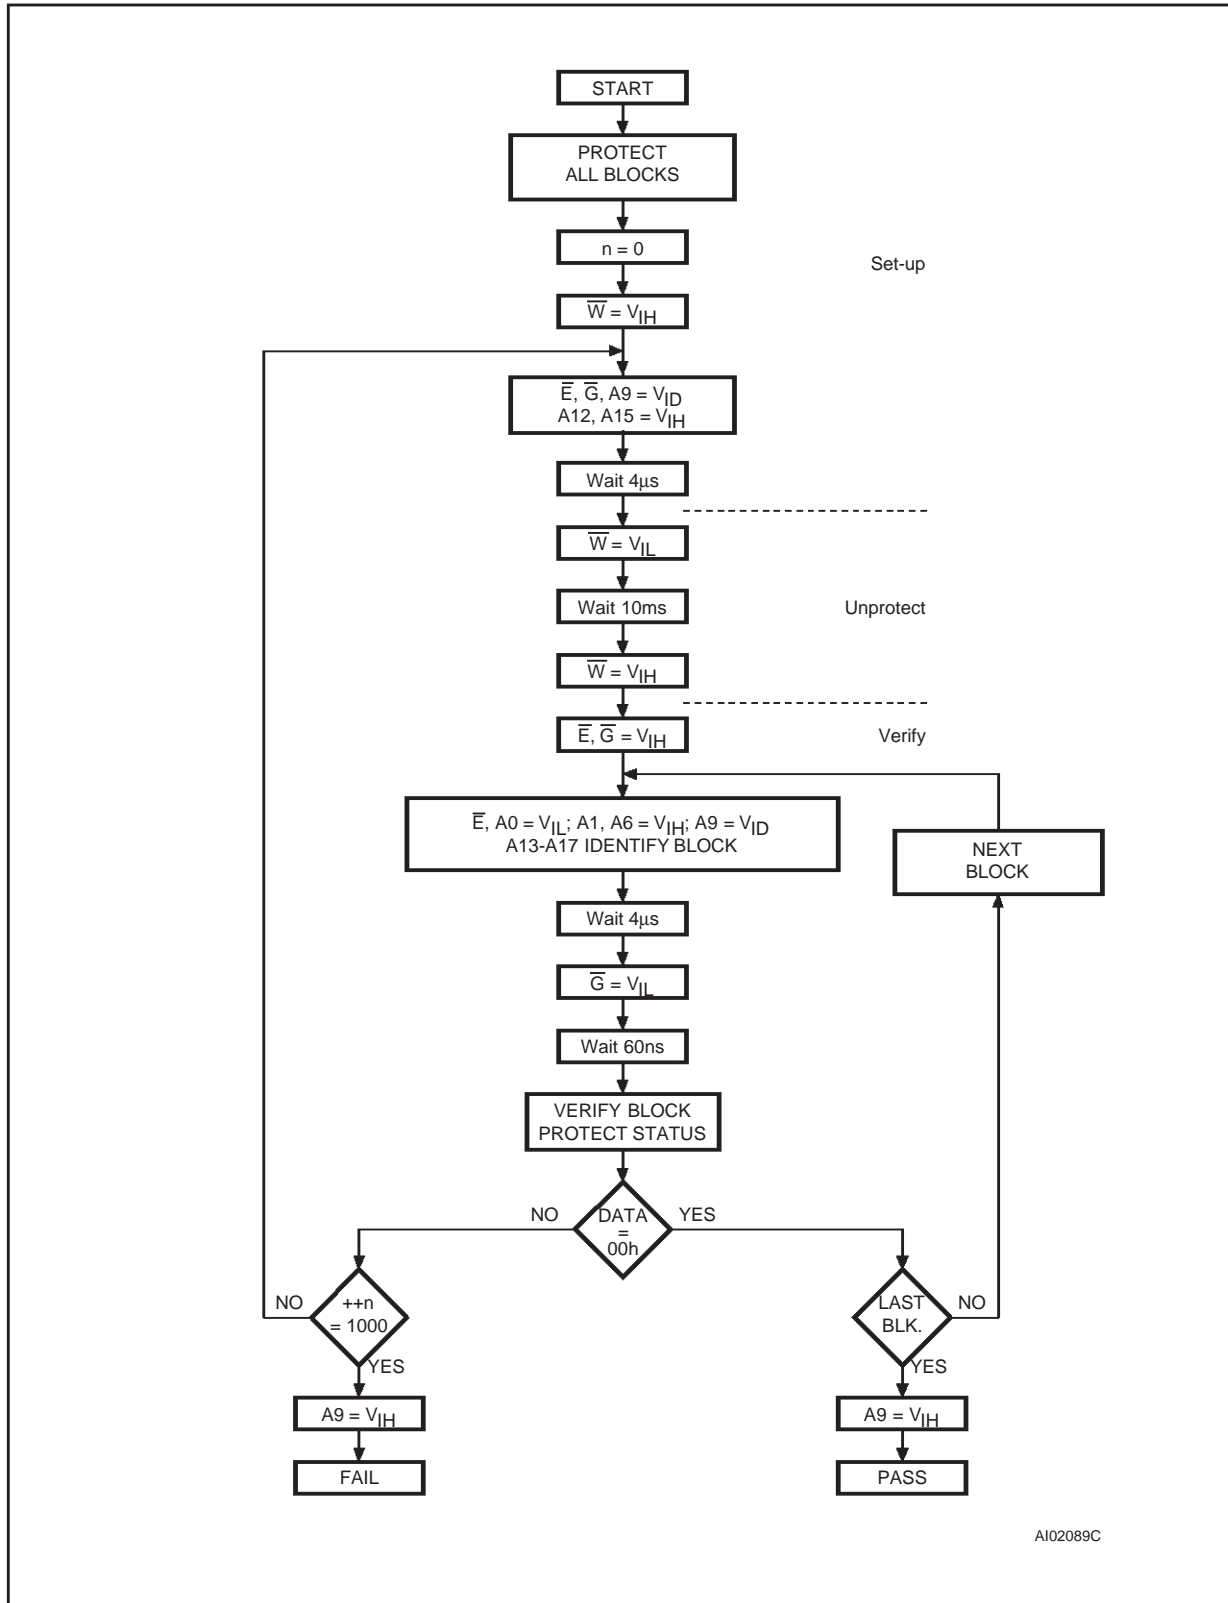 START
PROTECT
ALL BLOCKS
n = 0
Set-up
W̅ = VIH
E̅, G̅, A9 = VID
A12, A15 = VIH
Wait 4µs
W̅ = VIL
Wait 10ms
Unprotect
W̅ = VIH
E̅, G̅ = VIH
Verify
E̅, A0 = VIL; A1, A6 = VIH; A9 = VID
A13-A17 IDENTIFY BLOCK
NEXT
BLOCK
Wait 4µs
G̅ = VIL
Wait 60ns
VERIFY BLOCK
PROTECT STATUS
NO
DATA
=
00h
YES
NO
++n
= 1000
YES
LAST
BLK.
NO
YES
A9 = VIH
A9 = VIH
FAIL
PASS
AI02089C